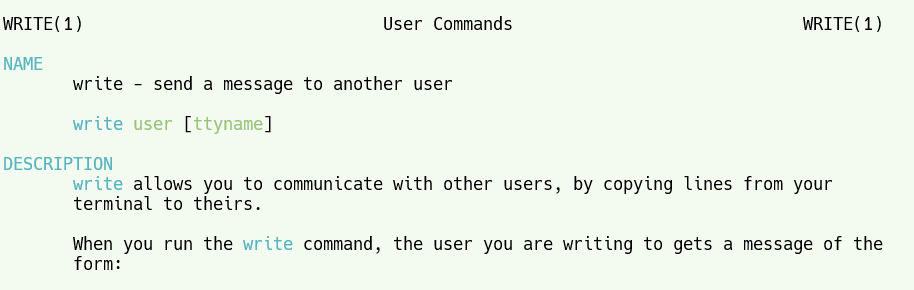 WRITE(1) User Commands WRITE(1)
NAME
write - send a message to another user
write user [ttyname]
DESCRIPTION
write allows you to communicate with other users, by copying lines from your
terminal to theirs.
When you run the write command, the user you are writing to gets a message of the
form: